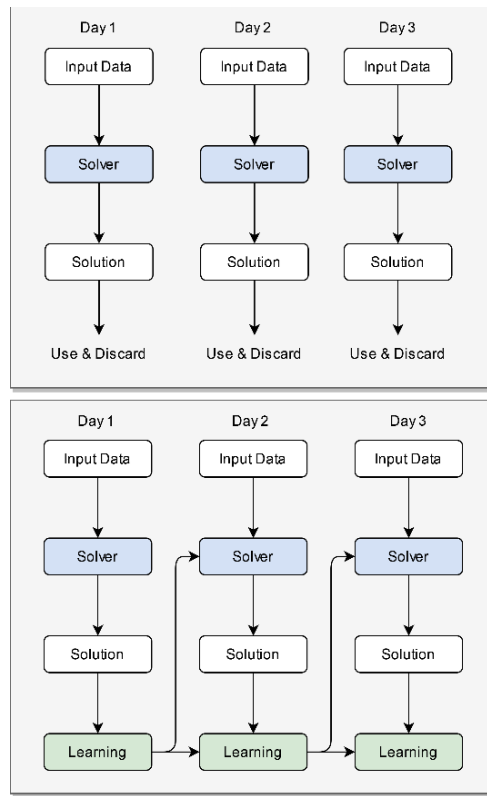 Day 1 Day 2 Day 3
Input Data Input Data Input Data
Solver Solver Solver
Solution Solution Solution
Use & Discard Use & Discard Use & Discard
Day 1 Day 2 Day 3
Input Data Input Data Input Data
Solver Solver Solver
Solution Solution Solution
Learning Learning Learning